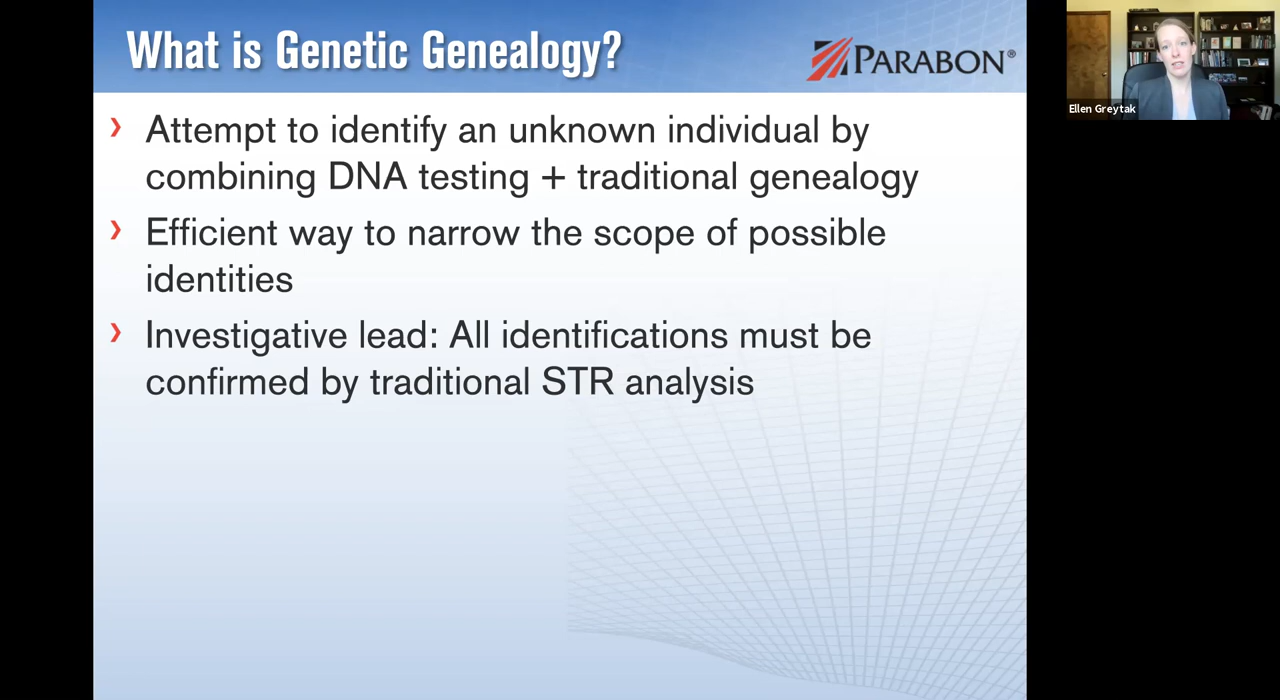 What is Genetic Genealogy?
PARABON®
› Attempt to identify an unknown individual by
combining DNA testing + traditional genealogy
› Efficient way to narrow the scope of possible
identities
› Investigative lead: All identifications must be
confirmed by traditional STR analysis
Ellen Greytak